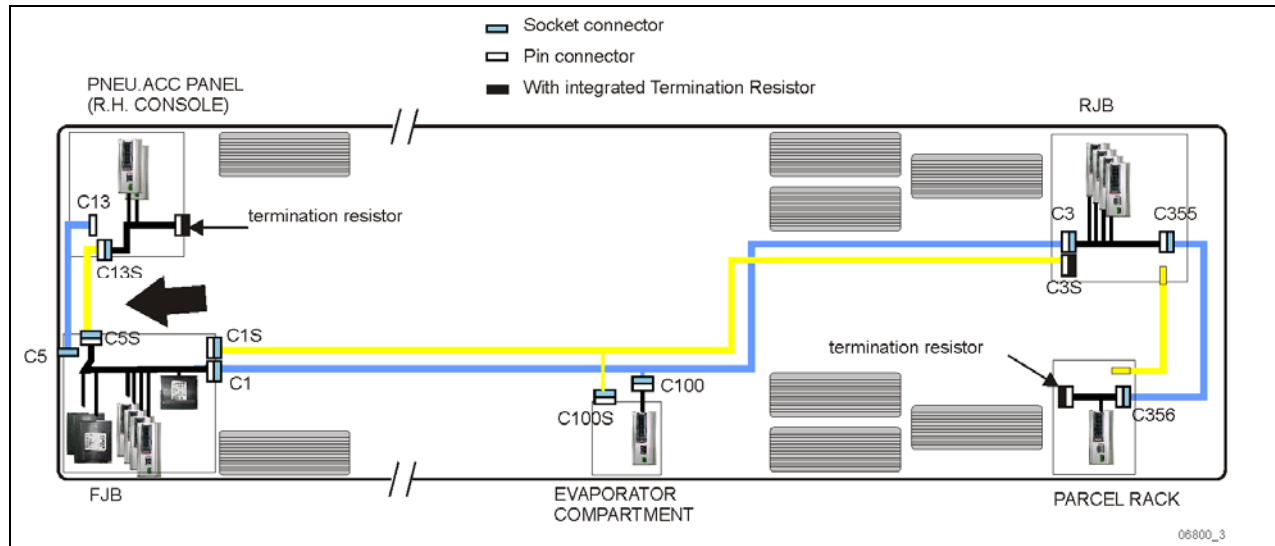 Socket connector
Pin connector
With integrated Termination Resistor
PNEU.ACC PANEL
(R.H. CONSOLE)
RJB
C13
termination resistor
C3
C355
C13S
C3S
C5
C5S
C1S
C1
termination resistor
C100
C100S
C356
FJB
EVAPORATOR
COMPARTMENT
PARCEL RACK
06800_3